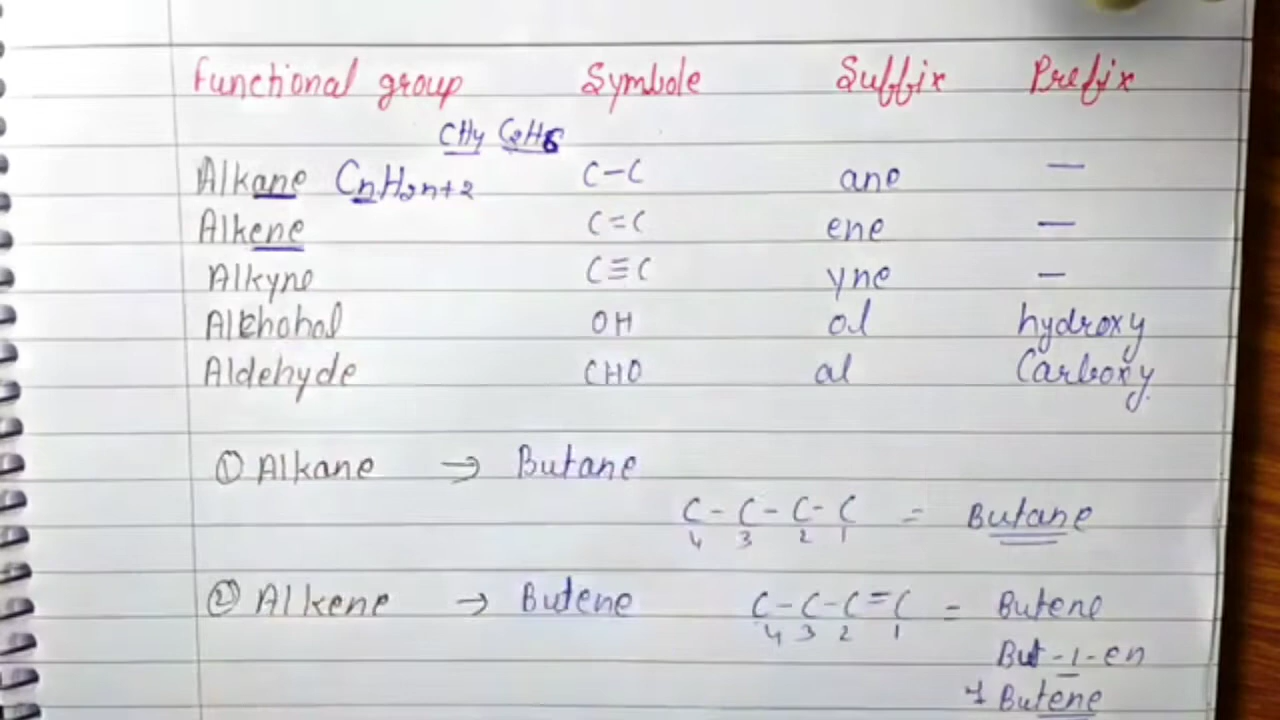 Functional group Symbole Suffix Prefix
CH4 C2H6
Alkane CnH2n+2 C-C ane —
Alkene C=C ene —
Alkyne C≡C yne —
Alchohol OH ol hydroxy
Aldehyde CHO al Carboxy
① Alkane → Butane
C-C-C-C = Butane
4 3 2 1
② Alkene → Butene C-C-C=C = Butene
4 3 2 1
But-1-en
1 Butene